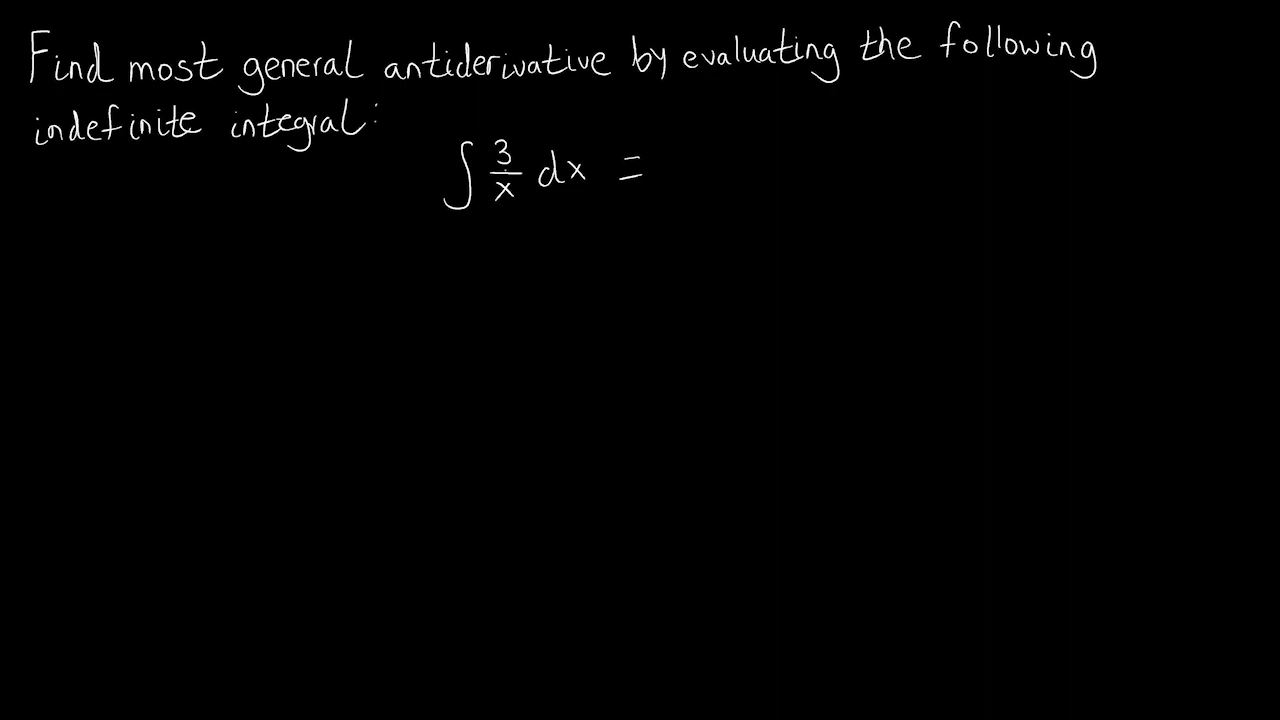 Find most general antiderivative by evaluating the following
indefinite integral:
∫ 3/x dx =